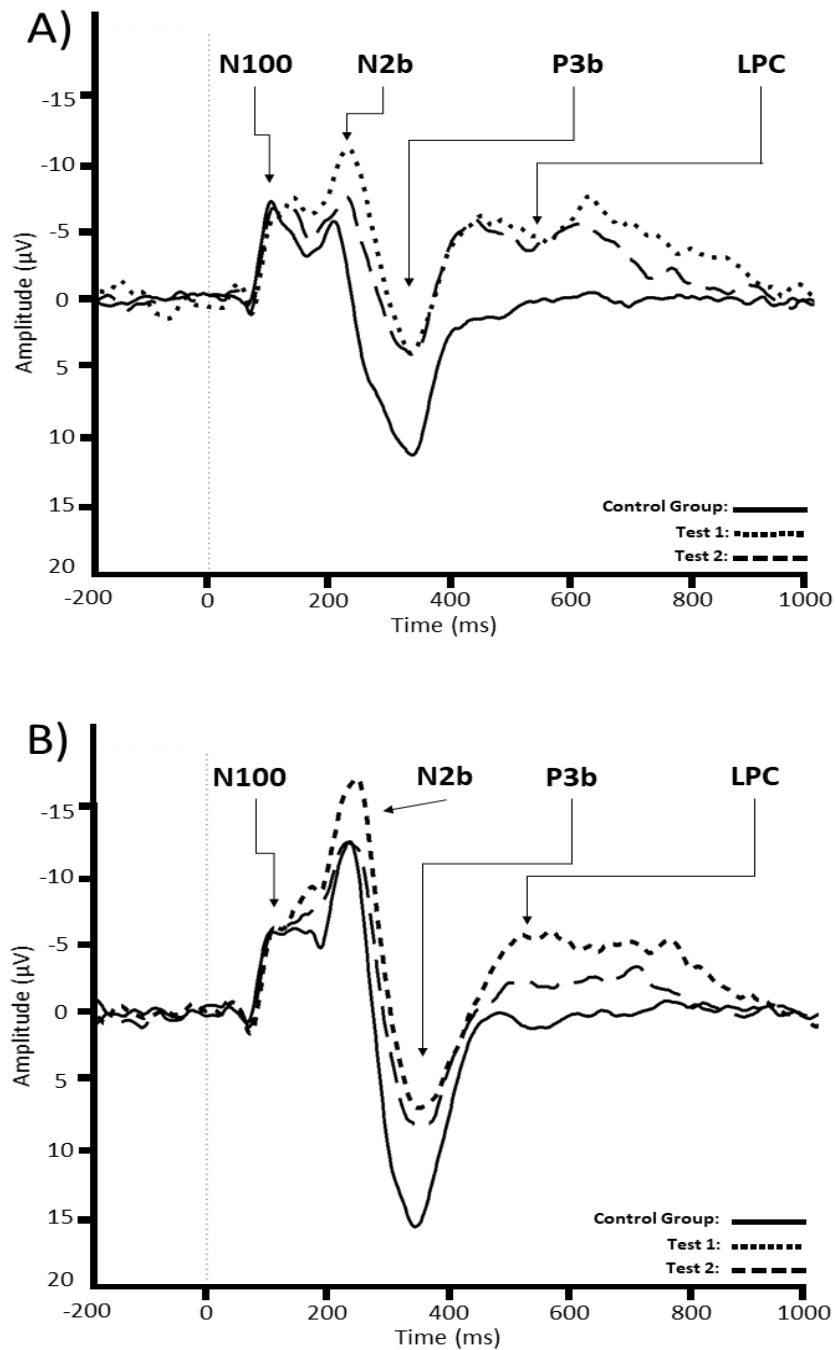 A)
N100 N2b P3b LPC
-15
-10
-5
0
5
10
15
20
Amplitude (µV)
Control Group:
Test 1:
Test 2:
-200 0 200 400 600 800 1000
Time (ms)
B)
N100 N2b P3b LPC
-15
-10
-5
0
5
10
15
20
Amplitude (µV)
Control Group:
Test 1:
Test 2:
-200 0 200 400 600 800 1000
Time (ms)